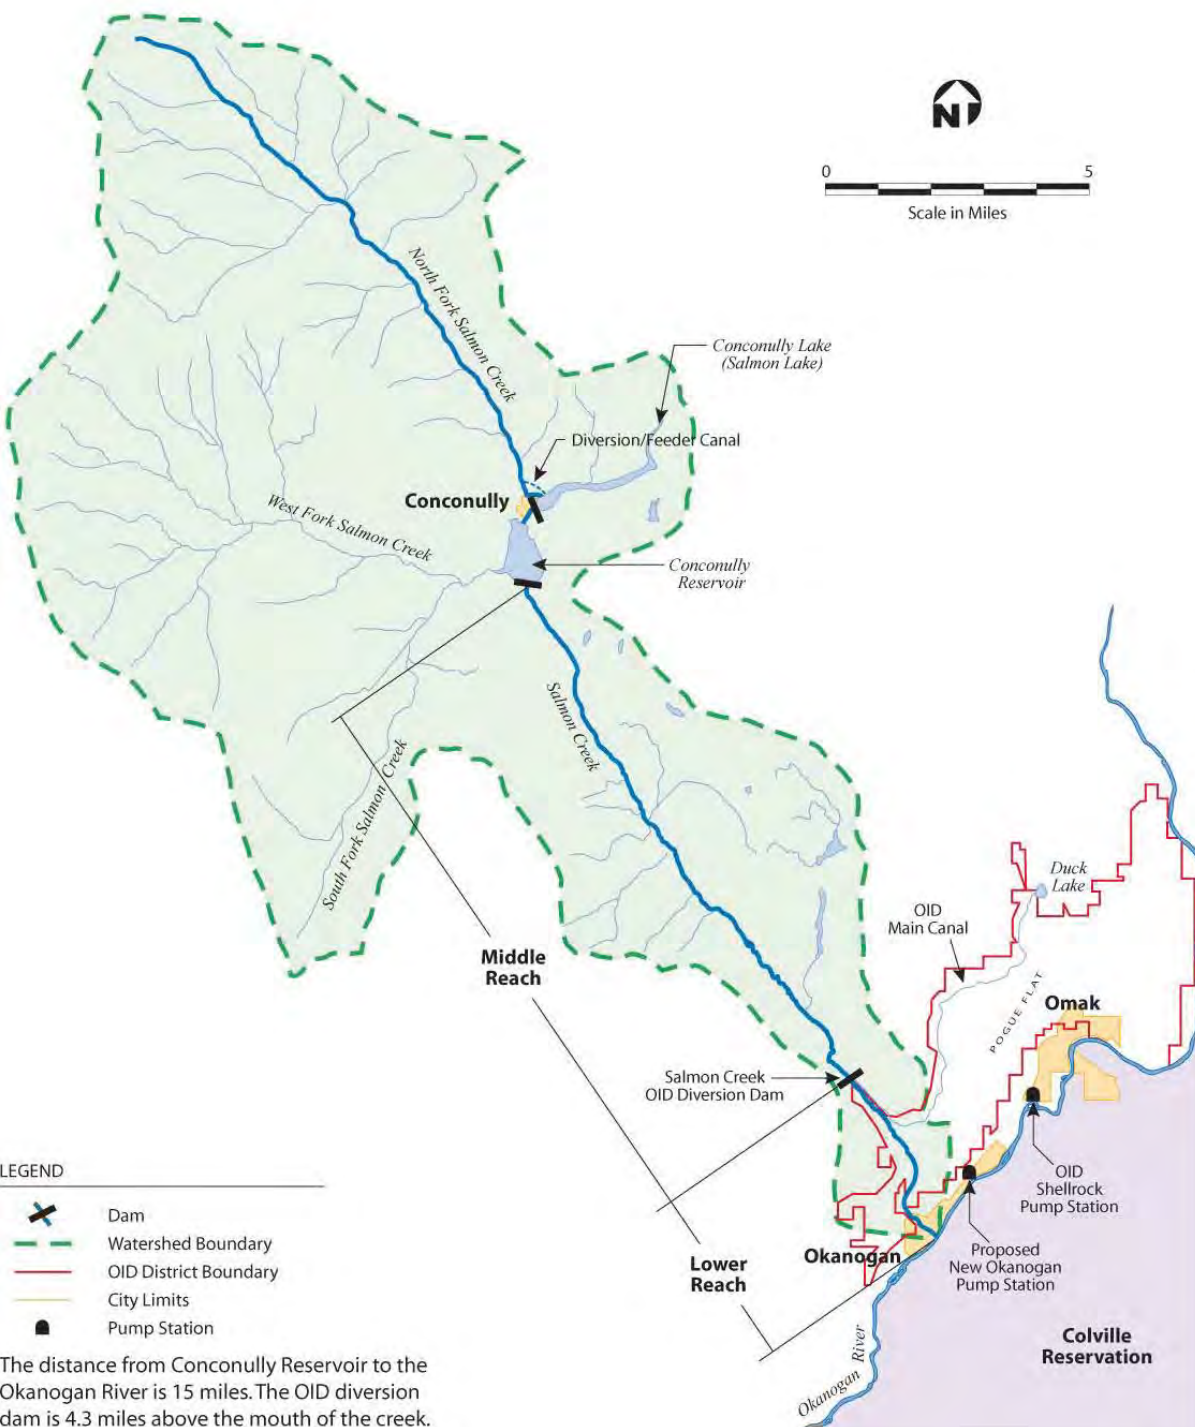 N
0 5
Scale in Miles
North Fork Salmon Creek
Conconully Lake
(Salmon Lake)
Diversion/Feeder Canal
Conconully
West Fork Salmon Creek
Conconully
Reservoir
Salmon Creek
South Fork Salmon Creek
Duck
Lake
OID
Main Canal
Middle
Reach
POGUE FLAT
Omak
Salmon Creek
OID Diversion Dam
OID
Shellrock
Pump Station
Okanogan
Proposed
New Okanogan
Pump Station
Lower
Reach
Okanogan River
Colville
Reservation
LEGEND
Dam
Watershed Boundary
OID District Boundary
City Limits
Pump Station
The distance from Conconully Reservoir to the
Okanogan River is 15 miles. The OID diversion
dam is 4.3 miles above the mouth of the creek.